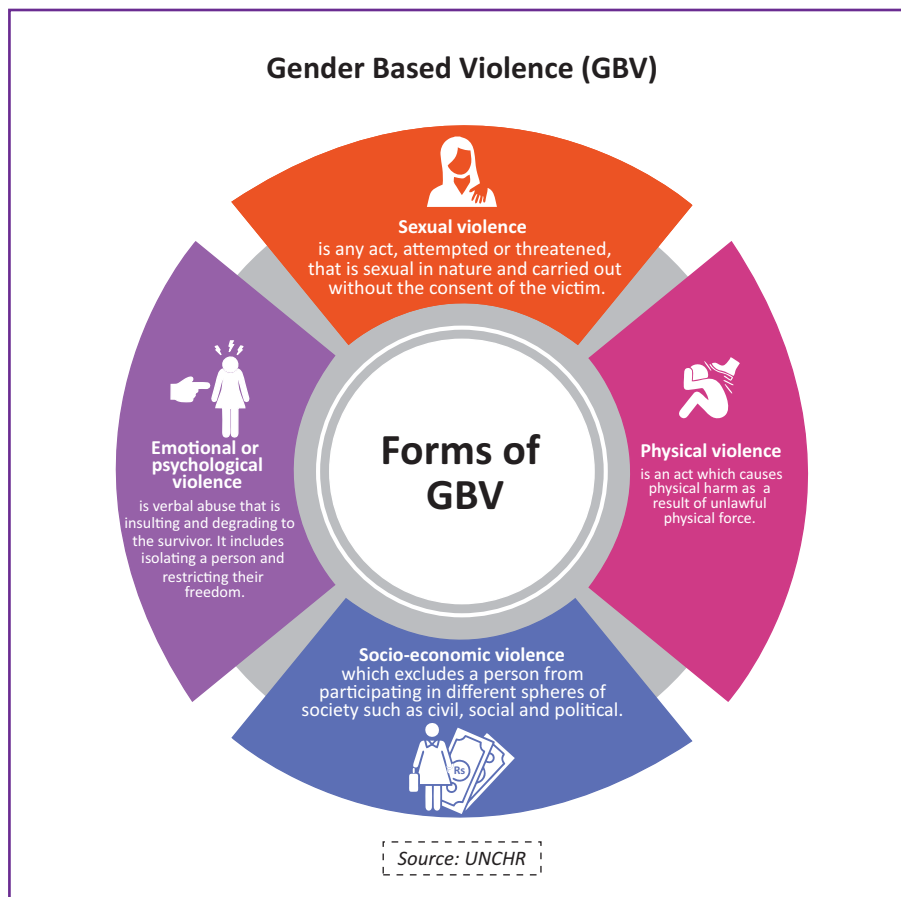 Gender Based Violence (GBV)
Sexual violence
is any act, attempted or threatened,
that is sexual in nature and carried out
without the consent of the victim.
Emotional or
psychological
violence
is verbal abuse that is
insulting and degrading to
the survivor. It includes
isolating a person and
restricting their
freedom.
Forms of
GBV
Physical violence
is an act which causes
physical harm as a
result of unlawful
physical force.
Socio-economic violence
which excludes a person from
participating in different spheres of
society such as civil, social and political.
Rs
Source: UNCHR